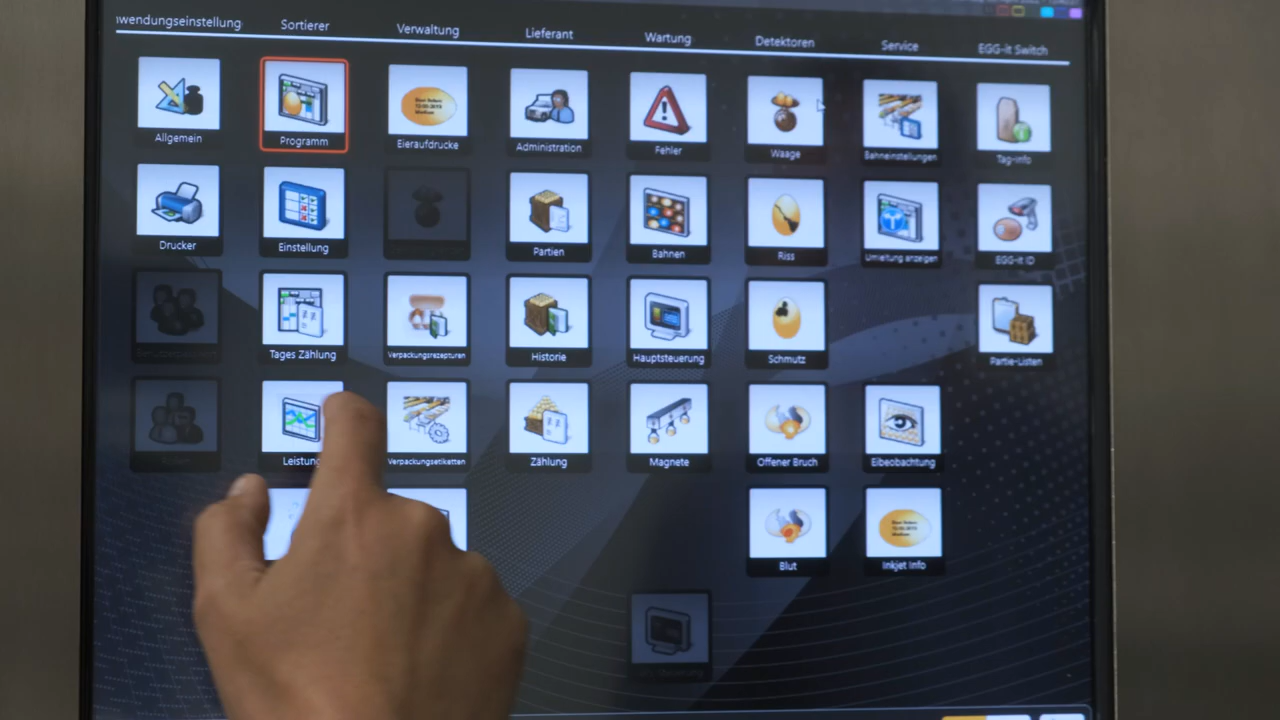 Sortierer
Verwaltung
Lieferant
Wartung
Detektoren
Service
EGG-it Switch
Allgemein
Programm
Eieraufdrucke
Administration
Fehler
Waage
Bahneinstellungen
Tag-info
Drucker
Einstellung
Partien
Bahnen
Riss
Umleitung anzeigen
EGG-it ID
Tages Zählung
Verpackungsrezepturen
Historie
Hauptsteuerung
Schmutz
Partie-Listen
Verpackungsetiketten
Zählung
Magnete
Offener Bruch
Eibeobachtung
Blut
Inkjet Info